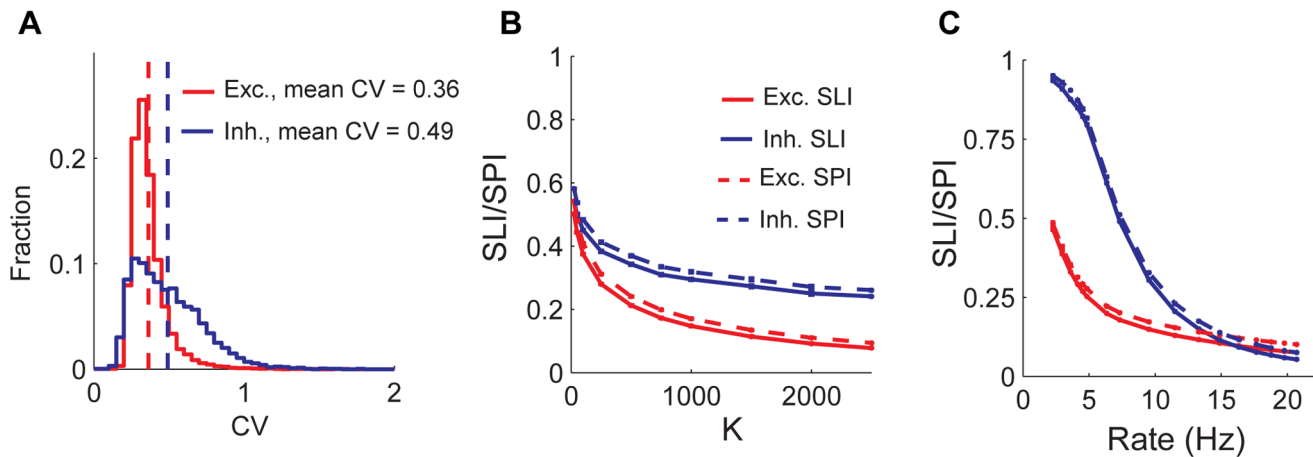 A
Fraction
0.2
0.1
0
0
1
2
CV
Exc., mean CV = 0.36
Inh., mean CV = 0.49
B
SLI/SPI
1
0.8
0.6
0.4
0.2
0
0
1000
2000
K
Exc. SLI
Inh. SLI
Exc. SPI
Inh. SPI
C
SLI/SPI
1
0.75
0.5
0.25
0
0
5
10
15
20
Rate (Hz)